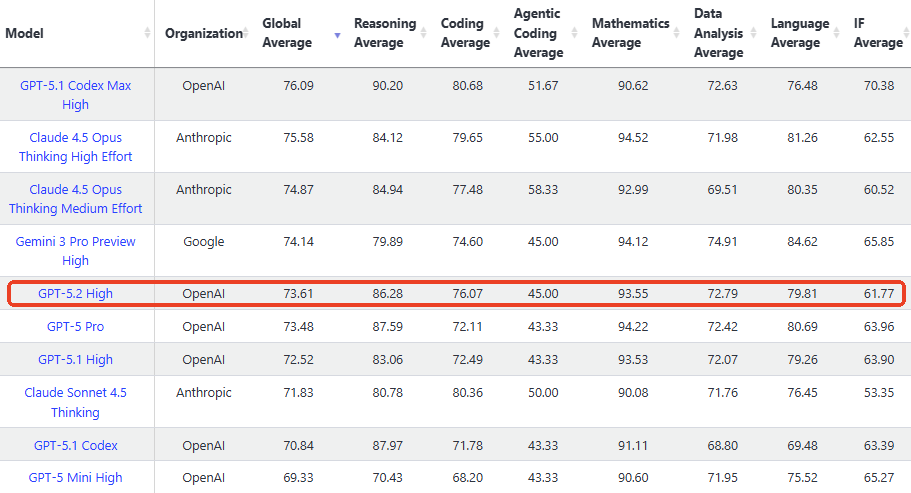 Model Organization Global Average Reasoning Average Coding Average Agentic Coding Average Mathematics Average Data Analysis Average Language Average IF Average
GPT-5.1 Codex Max High OpenAI 76.09 90.20 80.68 51.67 90.62 72.63 76.48 70.38
Claude 4.5 Opus Thinking High Effort Anthropic 75.58 84.12 79.65 55.00 94.52 71.98 81.26 62.55
Claude 4.5 Opus Thinking Medium Effort Anthropic 74.87 84.94 77.48 58.33 92.99 69.51 80.35 60.52
Gemini 3 Pro Preview High Google 74.14 79.89 74.60 45.00 94.12 74.91 84.62 65.85
GPT-5.2 High OpenAI 73.61 86.28 76.07 45.00 93.55 72.79 79.81 61.77
GPT-5 Pro OpenAI 73.48 87.59 72.11 43.33 94.22 72.42 80.69 63.96
GPT-5.1 High OpenAI 72.52 83.06 72.49 43.33 93.53 72.07 79.26 63.90
Claude Sonnet 4.5 Thinking Anthropic 71.83 80.78 80.36 50.00 90.08 71.76 76.45 53.35
GPT-5.1 Codex OpenAI 70.84 87.97 71.78 43.33 91.11 68.80 69.48 63.39
GPT-5 Mini High OpenAI 69.33 70.43 68.20 43.33 90.60 71.95 75.52 65.27